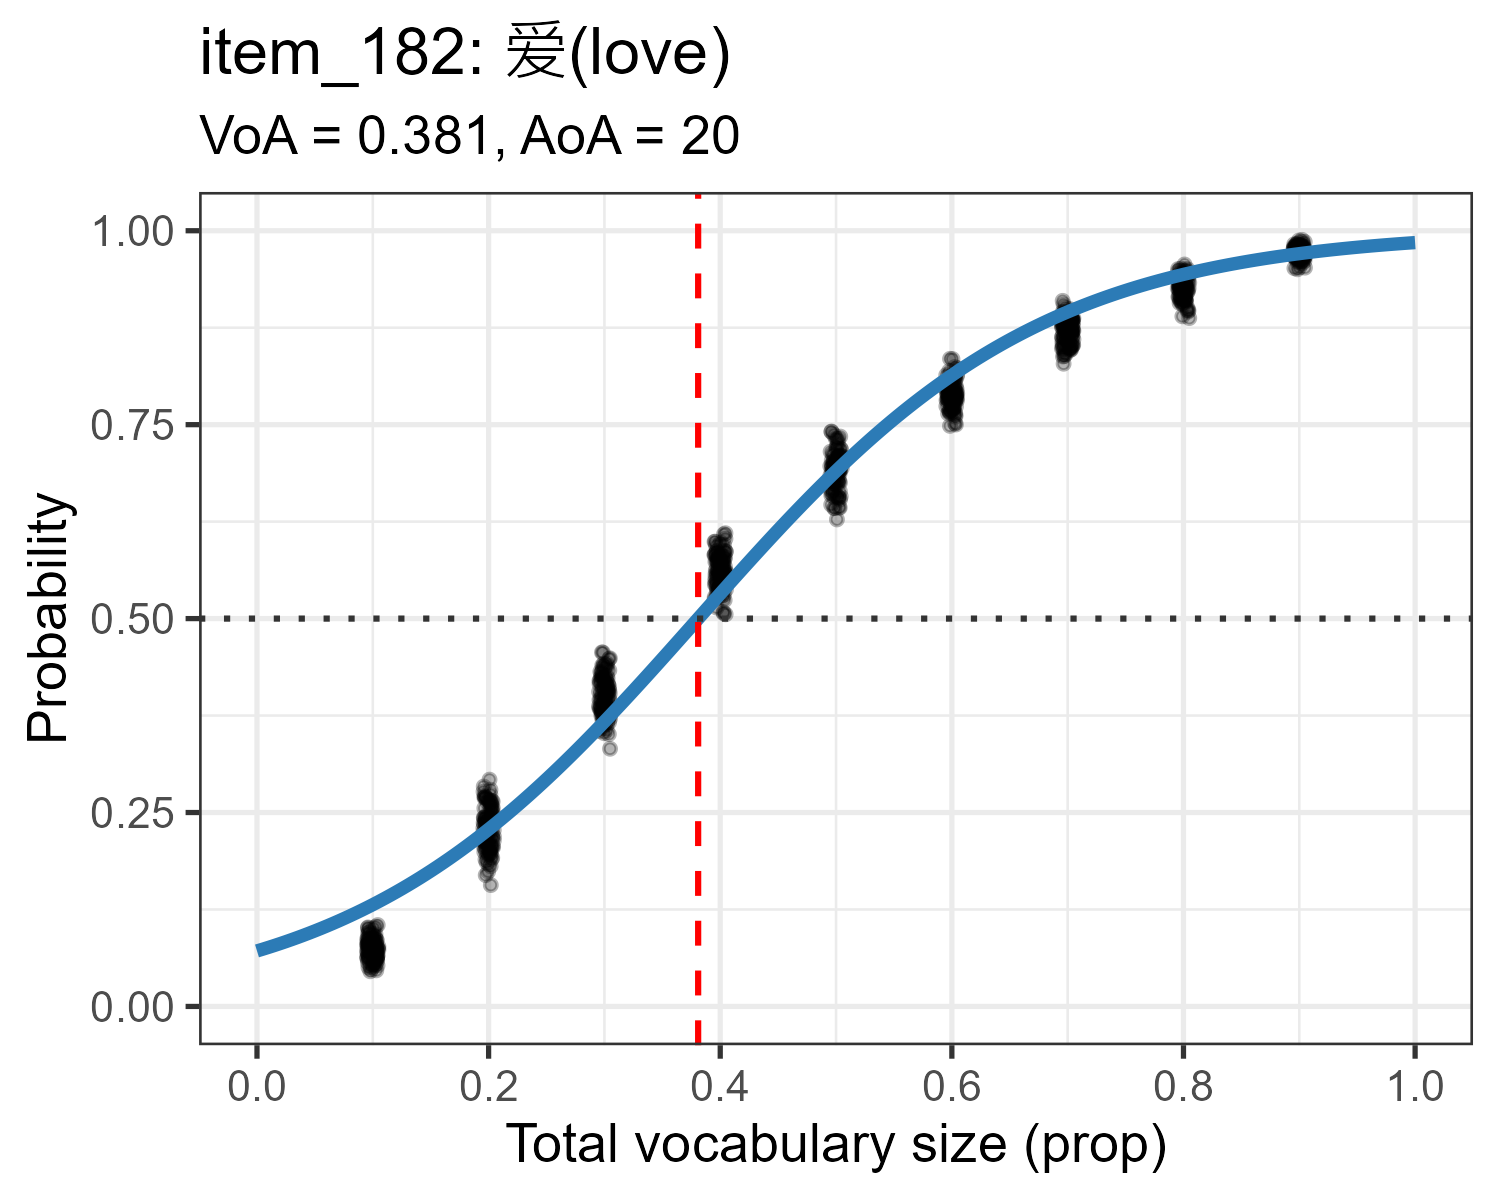 item_182: 爱(love)
VoA = 0.381, AoA = 20
Probability
1.00
0.75
0.50
0.25
0.00
0.0 0.2 0.4 0.6 0.8 1.0
Total vocabulary size (prop)